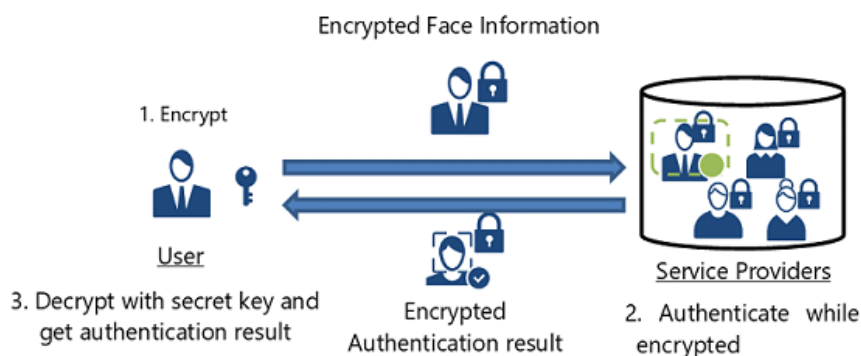 Encrypted Face Information
1. Encrypt
User
3. Decrypt with secret key and
get authentication result
Encrypted
Authentication result
Service Providers
2. Authenticate while
encrypted